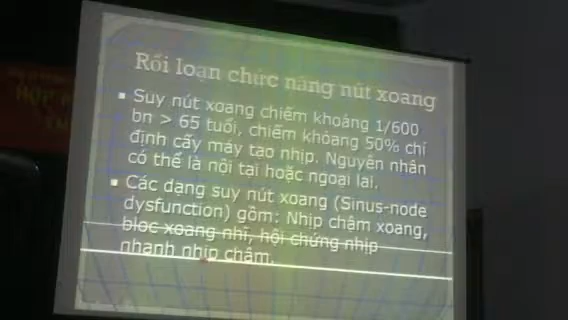 Rối loạn chức năng nút xoang
▪ Suy nút xoang chiếm khoảng 1/600
bn > 65 tuổi, chiếm khỏang 50% chỉ
định cấy máy tạo nhịp. Nguyên nhân
có thể là nội tại hoặc ngoại lai.
▪ Các dạng suy nút xoang (Sinus-node
dysfunction) gồm: Nhịp chậm xoang,
bloc xoang nhĩ, hội chứng nhịp
nhanh nhịp chậm.